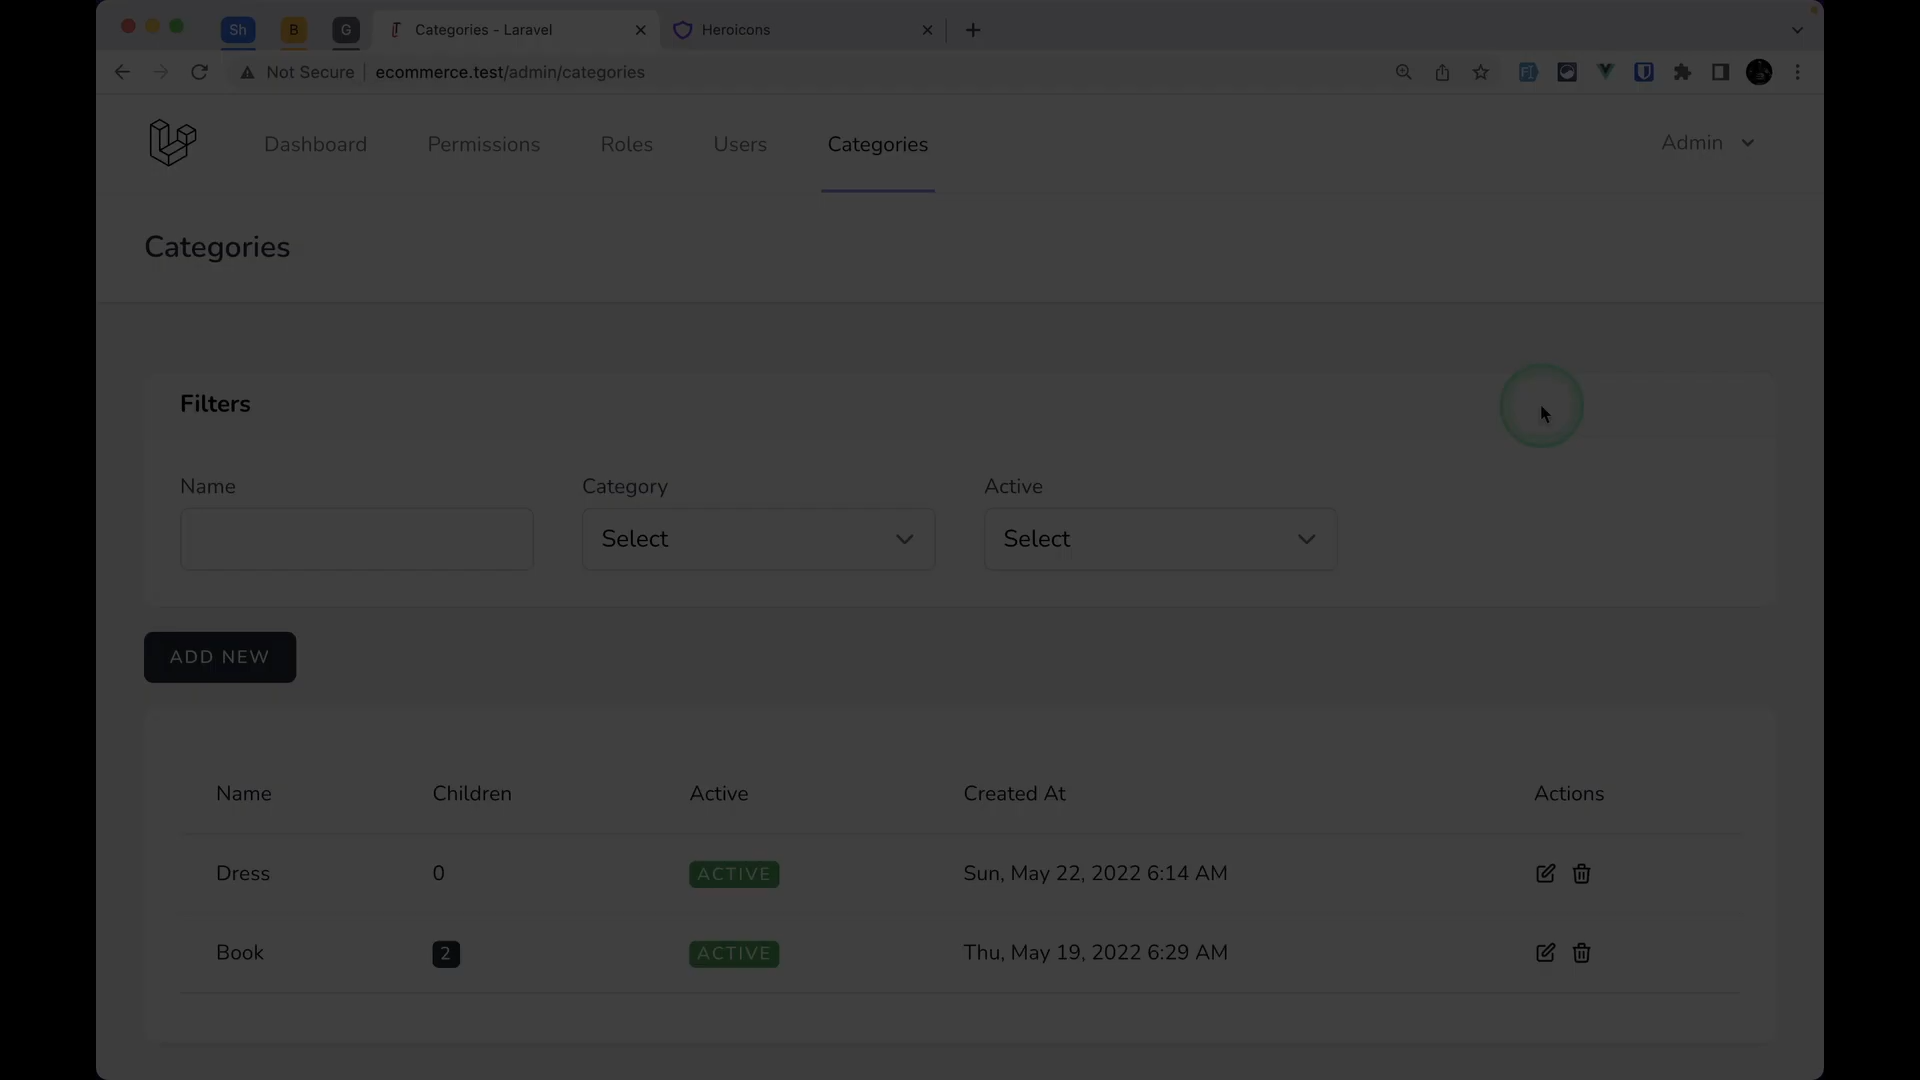 Sh B G Categories - Laravel Heroicons
Not Secure ecommerce.test/admin/categories
Dashboard Permissions Roles Users Categories Admin
Categories
Filters
Name Category Active
Select Select
ADD NEW
Name Children Active Created At Actions
Dress 0 ACTIVE Sun, May 22, 2022 6:14 AM
Book 2 ACTIVE Thu, May 19, 2022 6:29 AM